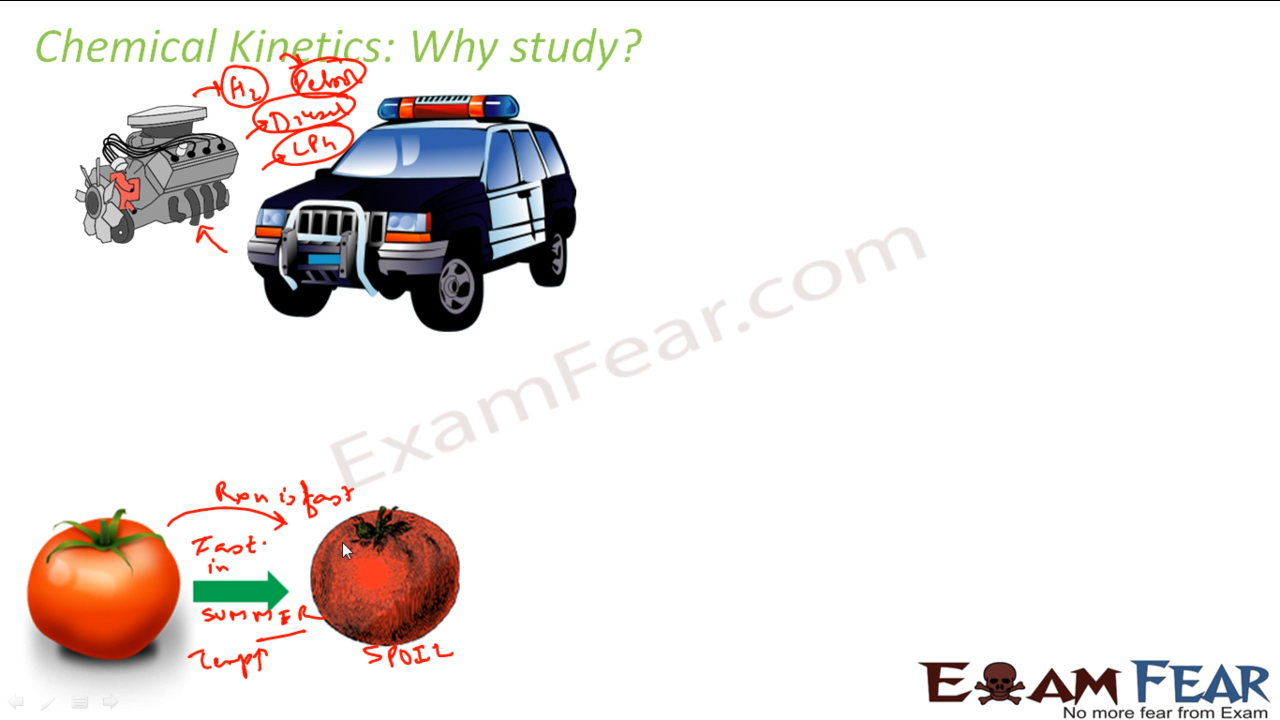 Chemical Kinetics: Why study?
H2
Petrol
Diesel
LPG
ExamFear.com
Rxn is fast
Fast.
in
SUMMER
Temp↑
SPOIL
EXAM FEAR
No more fear from Exam